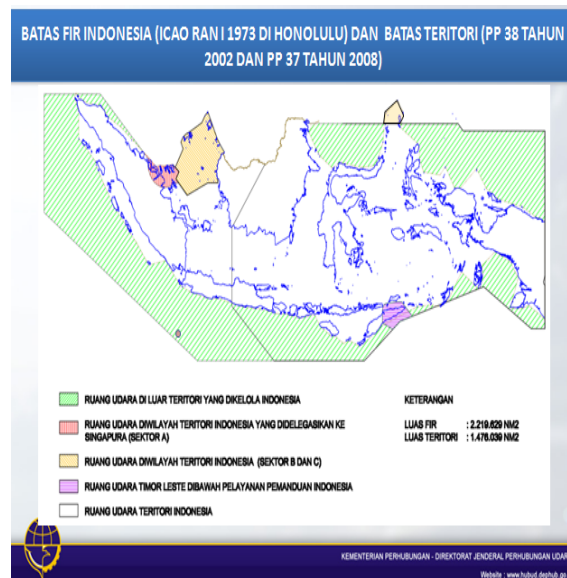 BATAS FIR INDONESIA (ICAO RAN I 1973 DI HONOLULU) DAN BATAS TERITORI (PP 38 TAHUN
2002 DAN PP 37 TAHUN 2008)
RUANG UDARA DI LUAR TERITORI YANG DIKELOLA INDONESIA
RUANG UDARA DIWILAYAH TERITORI INDONESIA YANG DIDELEGASIKAN KE
SINGAPURA (SEKTOR A)
RUANG UDARA DIWILAYAH TERITORI INDONESIA (SEKTOR B DAN C)
RUANG UDARA TIMOR LESTE DIBAWAH PELAYANAN PEMANDUAN INDONESIA
RUANG UDARA TERITORI INDONESIA
KETERANGAN
LUAS FIR : 2.219.629 NM2
LUAS TERITORI : 1.476.039 NM2
KEMENTERIAN PERHUBUNGAN - DIREKTORAT JENDERAL PERHUBUNGAN UDAR
Website : www.hubud.dephub.go